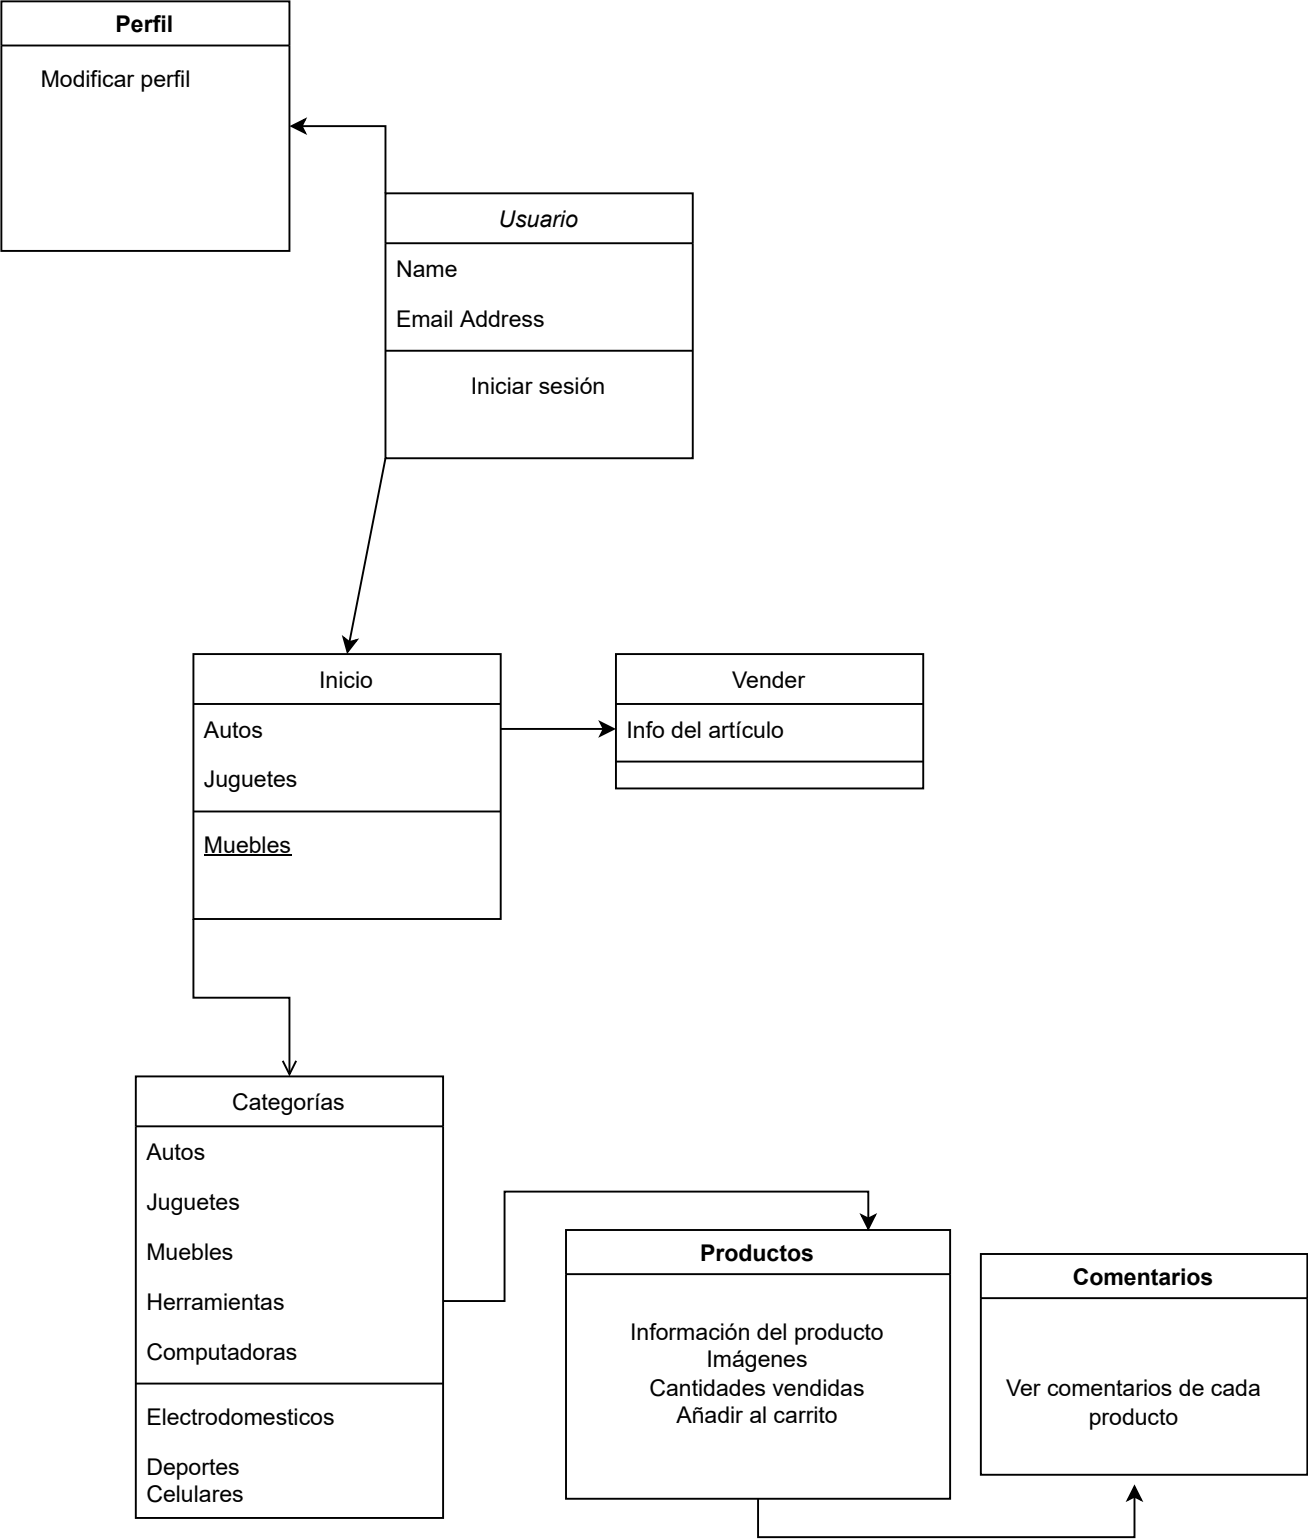 Perfil
Modificar perfil
Usuario
Name
Email Address
Iniciar sesión
Inicio
Autos
Juguetes
Muebles
Vender
Info del artículo
Categorías
Autos
Juguetes
Muebles
Herramientas
Computadoras
Electrodomesticos
Deportes
Celulares
Productos
Información del producto
Imágenes
Cantidades vendidas
Añadir al carrito
Comentarios
Ver comentarios de cada
producto